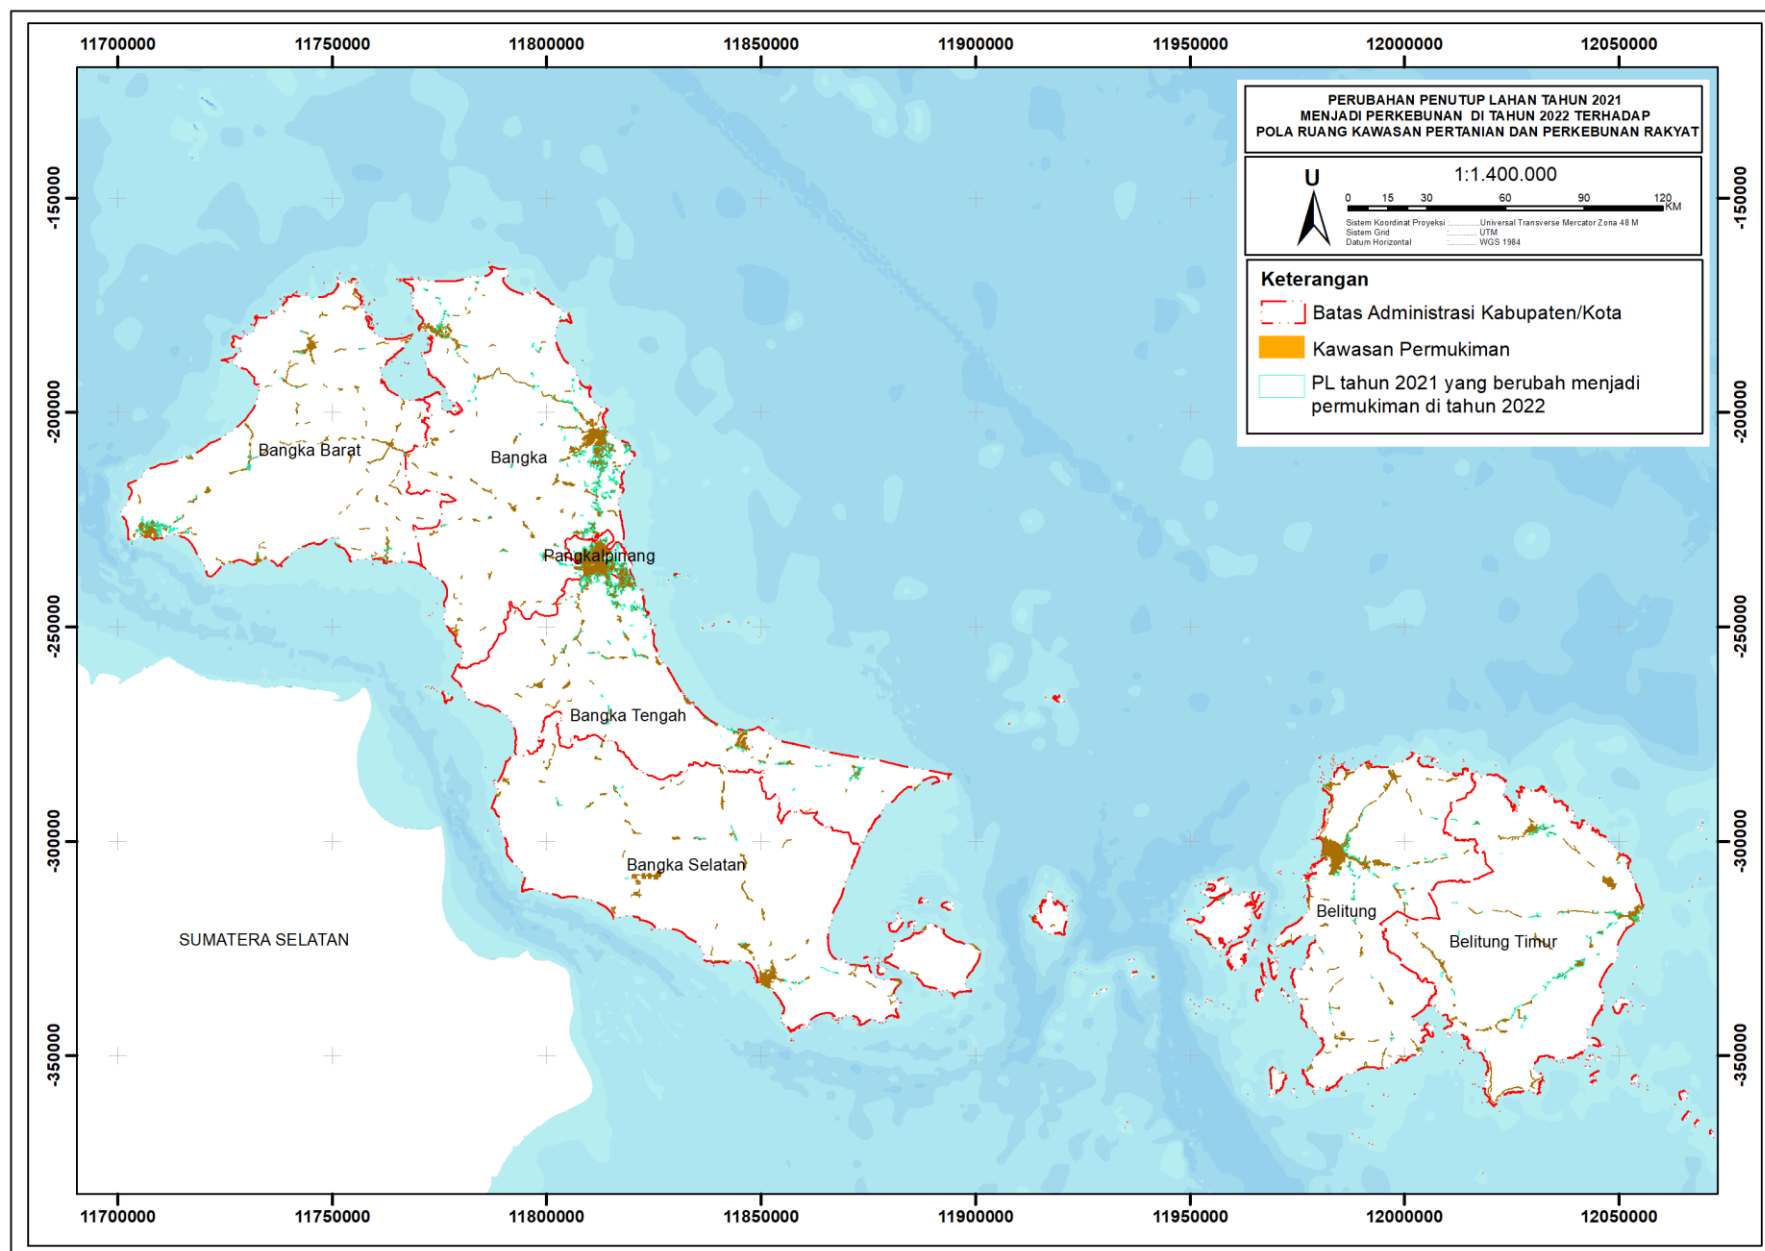 11700000 11750000 11800000 11850000 11900000 11950000 12000000 12050000
PERUBAHAN PENUTUP LAHAN TAHUN 2021
MENJADI PERKEBUNAN DI TAHUN 2022 TERHADAP
POLA RUANG KAWASAN PERTANIAN DAN PERKEBUNAN RAKYAT
U
1:1.400.000
0 15 30 60 90 120
KM
Sistem Koordinat Proyeksi :............Universal Transverse Mercator Zona 48 M
Sistem Grid :............ UTM
Datum Horizontal :............ WGS 1984
Keterangan
Batas Administrasi Kabupaten/Kota
Kawasan Permukiman
PL tahun 2021 yang berubah menjadi
permukiman di tahun 2022
-150000 -150000
-200000 -200000
-250000 -250000
-300000 -300000
-350000 -350000
Bangka Barat
Bangka
Pangkalpinang
Bangka Tengah
Bangka Selatan
Belitung
SUMATERA SELATAN
Belitung Timur
11700000 11750000 11800000 11850000 11900000 11950000 12000000 12050000